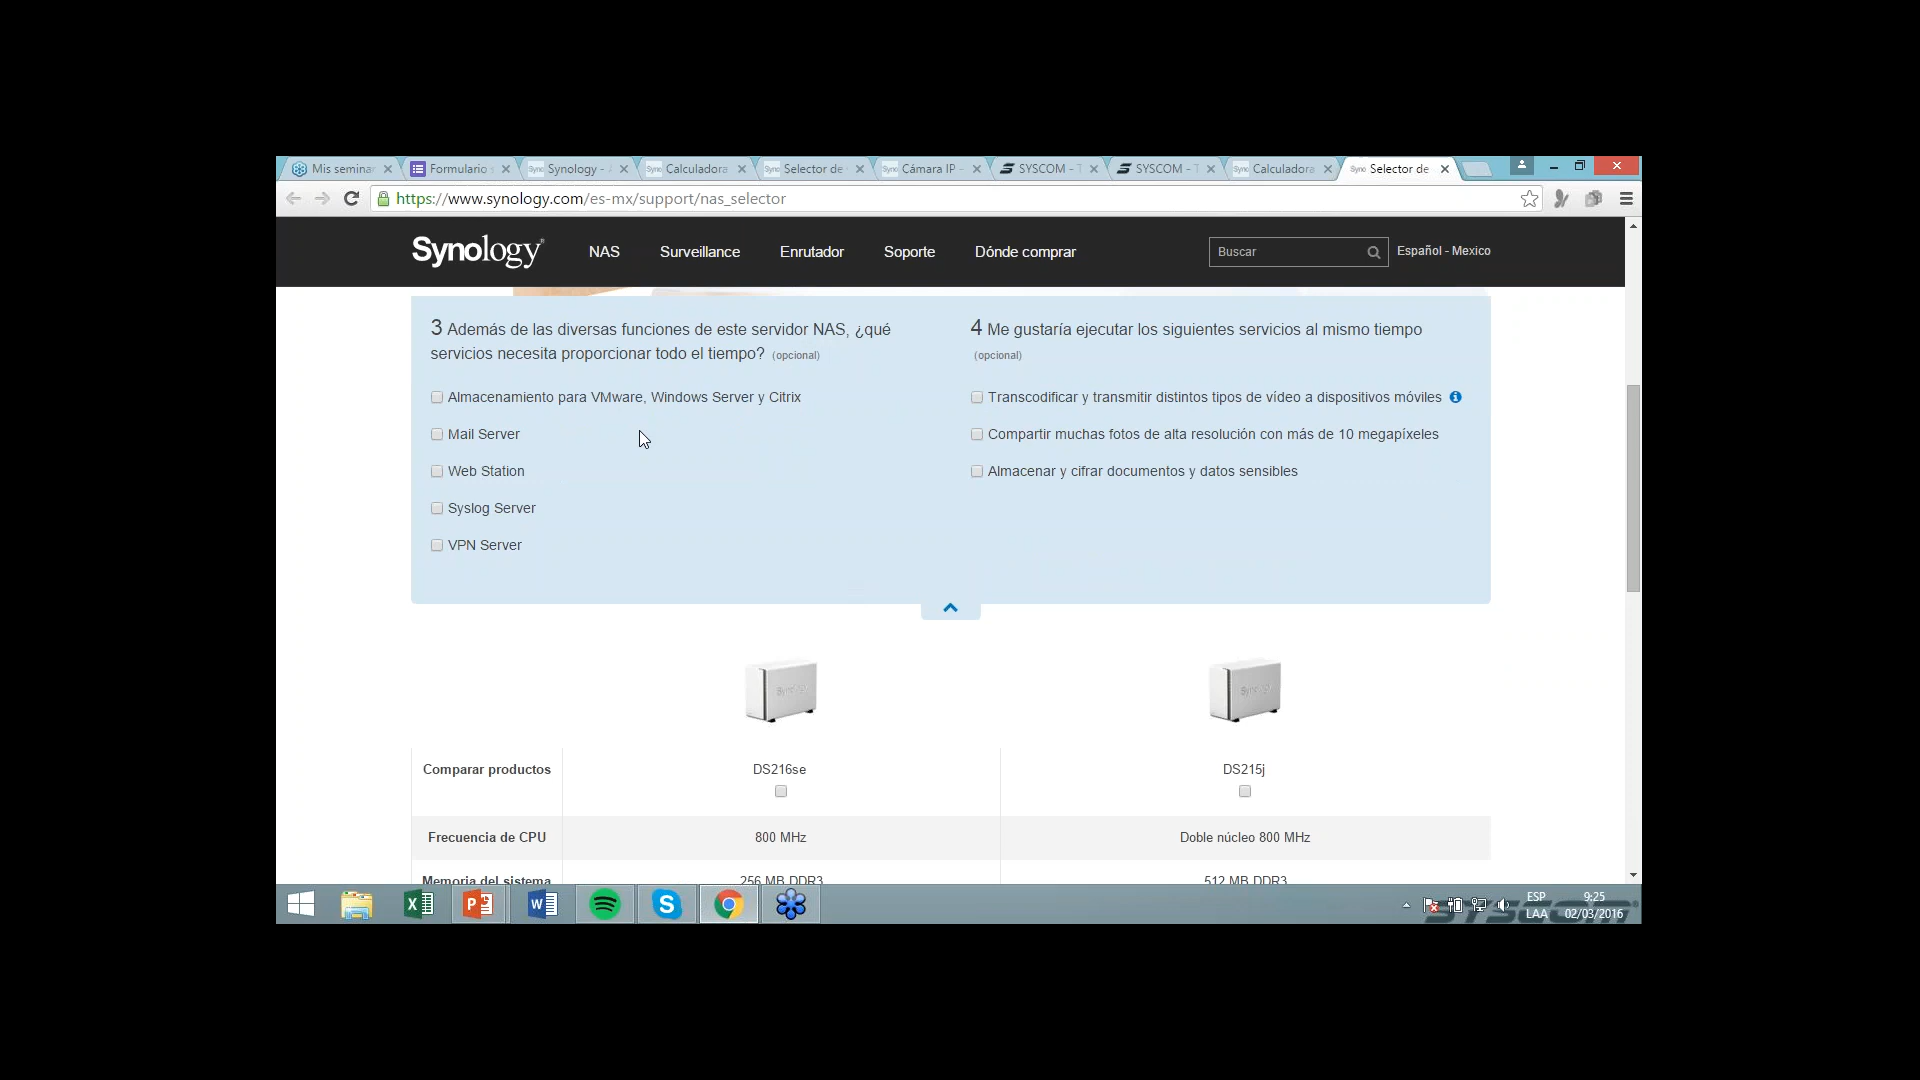 Mis seminar
Formulario
Synology -
Calculadora
Selector de
Cámara IP -
SYSCOM - T
SYSCOM - T
Calculadora
Selector de
https://www.synology.com/es-mx/support/nas_selector
Synology
NAS
Surveillance
Enrutador
Soporte
Dónde comprar
Buscar
Español - Mexico
3 Además de las diversas funciones de este servidor NAS, ¿qué
servicios necesita proporcionar todo el tiempo? (opcional)
Almacenamiento para VMware, Windows Server y Citrix
Mail Server
Web Station
Syslog Server
VPN Server
4 Me gustaría ejecutar los siguientes servicios al mismo tiempo
(opcional)
Transcodificar y transmitir distintos tipos de vídeo a dispositivos móviles
Compartir muchas fotos de alta resolución con más de 10 megapíxeles
Almacenar y cifrar documentos y datos sensibles
Synology
Synology
Comparar productos
DS216se
DS215j
Frecuencia de CPU
800 MHz
Doble núcleo 800 MHz
Memoria del sistema
256 MB DDR3
512 MB DDR3
ESP
LAA
9:25
02/03/2016
SYSCOM